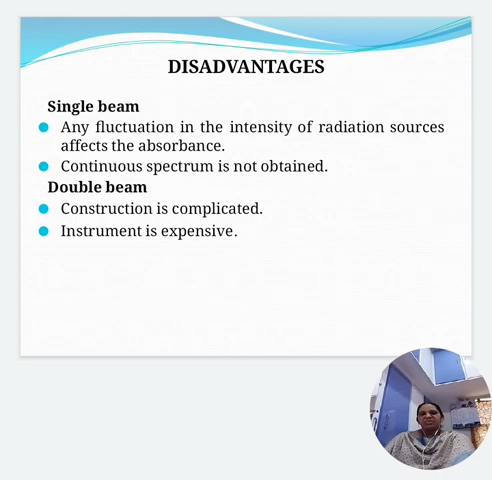 DISADVANTAGES
Single beam
Any fluctuation in the intensity of radiation sources
affects the absorbance.
Continuous spectrum is not obtained.
Double beam
Construction is complicated.
Instrument is expensive.